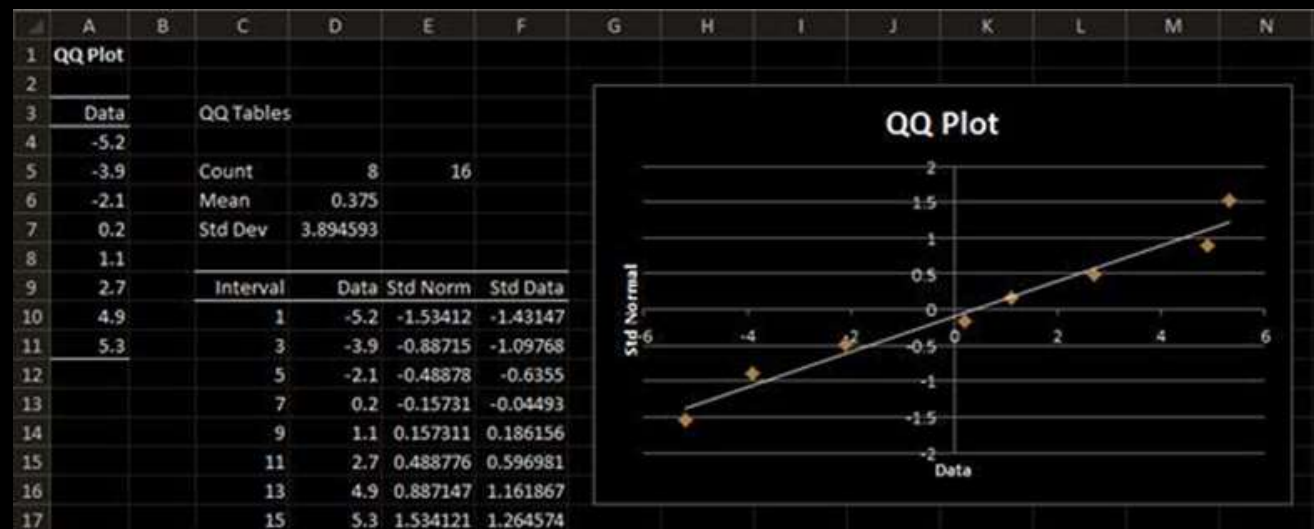 A B C D E F G H I J K L M N
1 QQ Plot
2
3 Data QQ Tables
4 -5.2
5 -3.9 Count 8 16
6 -2.1 Mean 0.375
7 0.2 Std Dev 3.894593
8 1.1
9 2.7 Interval Data Std Norm Std Data
10 4.9 1 -5.2 -1.53412 -1.43147
11 5.3 3 -3.9 -0.88715 -1.09768
12 5 -2.1 -0.48878 -0.6355
13 7 0.2 -0.15731 -0.04493
14 9 1.1 0.157311 0.186156
15 11 2.7 0.488776 0.596981
16 13 4.9 0.887147 1.161867
17 15 5.3 1.534121 1.264574
QQ Plot
Std Normal
2
1.5
1
0.5
0
-0.5
-1
-1.5
-2
-6 -4 -2 0 2 4 6
Data